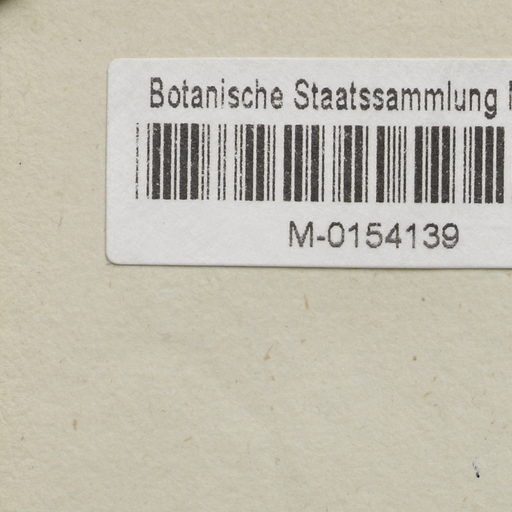 Botanische Staatssammlung
M-0154139